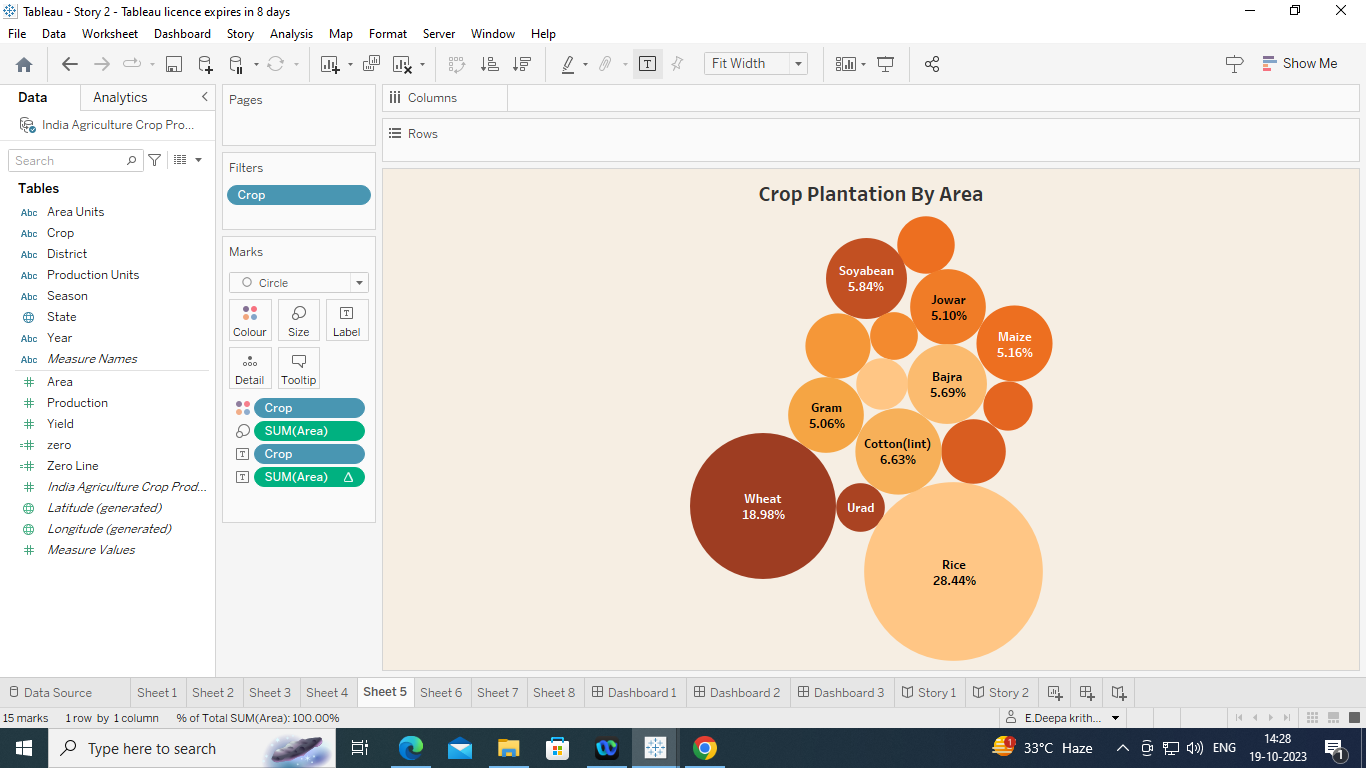 Tableau - Story 2 - Tableau licence expires in 8 days
File Data Worksheet Dashboard Story Analysis Map Format Server Window Help
Fit Width
Show Me
Data Analytics
India Agriculture Crop Pro...
Search
Tables
Abc Area Units
Abc Crop
Abc District
Abc Production Units
Abc Season
State
Abc Year
Abc Measure Names
Area
Production
Yield
zero
Zero Line
India Agriculture Crop Prod...
Latitude (generated)
Longitude (generated)
Measure Values
Pages
Filters
Crop
Marks
Circle
Colour Size Label
Detail Tooltip
Crop
SUM(Area)
Crop
SUM(Area)
Columns
Rows
Crop Plantation By Area
Soyabean
5.84%
Jowar
5.10%
Maize
5.16%
Bajra
5.69%
Gram
5.06%
Cotton(lint)
6.63%
Wheat
18.98%
Urad
Rice
28.44%
Data Source Sheet 1 Sheet 2 Sheet 3 Sheet 4 Sheet 5 Sheet 6 Sheet 7 Sheet 8 Dashboard 1 Dashboard 2 Dashboard 3 Story 1 Story 2
15 marks 1 row by 1 column % of Total SUM(Area): 100.00% E.Deepa krith...
Type here to search 33°C Haze ENG 14:28
19-10-2023